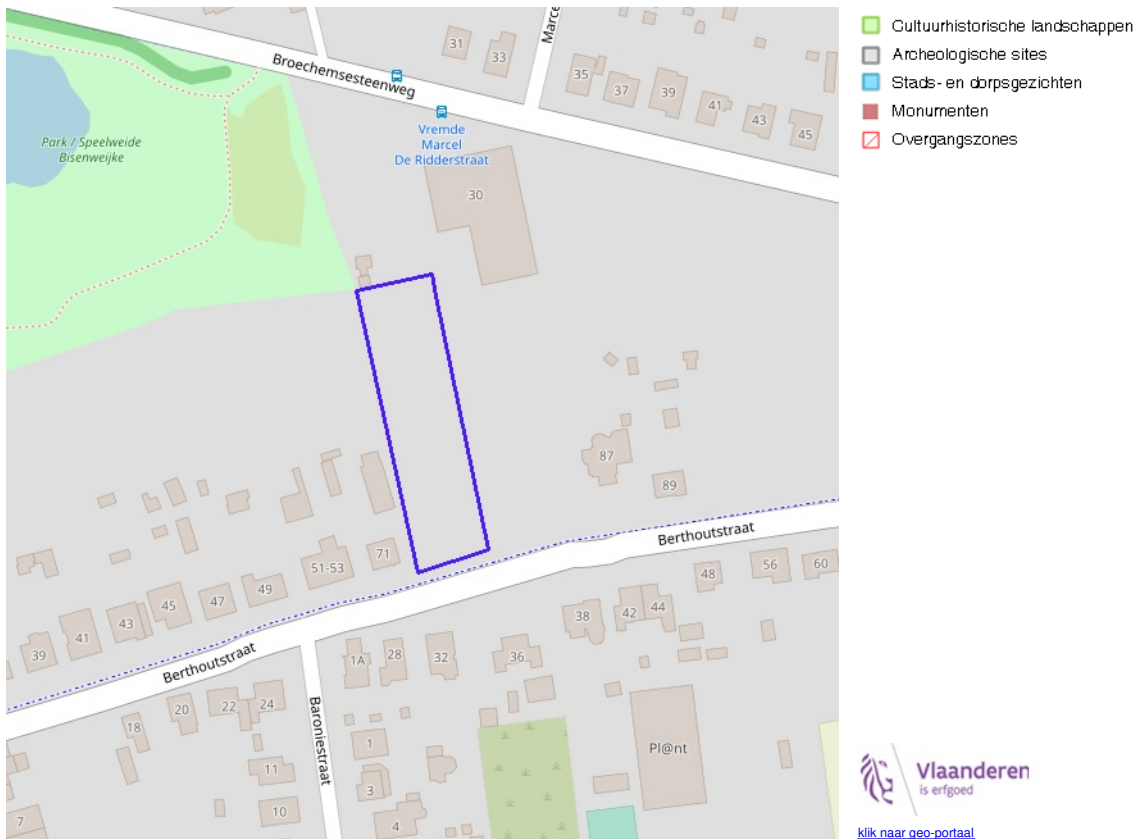 Broechemsesteenweg
Marce
31
33
35
37
39
41
43
45
Park / Speelweide
Bisenweijke
Vremde
Marcel
De Ridderstraat
30
87
89
71
51-53
49
47
45
43
41
39
Berthoutstraat
Berthoutstraat
48
56
60
38
42
44
36
32
28
1A
Baroniestraat
24
22
20
18
11
10
7
1
3
4
Pl@nt
Cultuurhistorische landschappen
Archeologische sites
Stads- en dorpsgezichten
Monumenten
Overgangszones
Vlaanderen
is erfgoed
klik naar geo-portaal